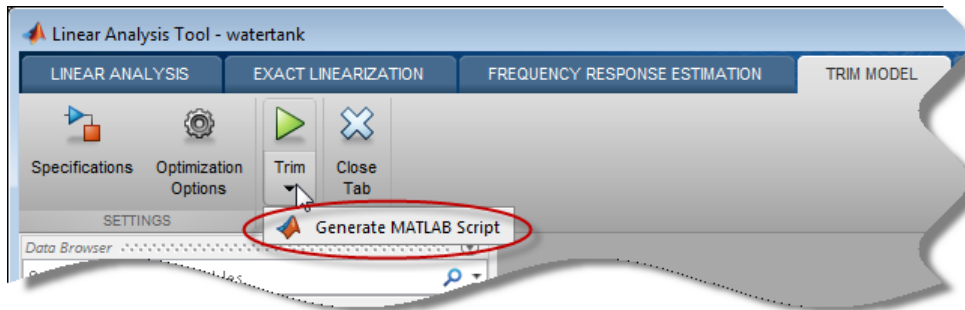 Linear Analysis Tool - watertank
LINEAR ANALYSIS EXACT LINEARIZATION FREQUENCY RESPONSE ESTIMATION TRIM MODEL
Specifications
Optimization
Options
Trim
Close
Tab
SETTINGS
Generate MATLAB Script
Data Browser